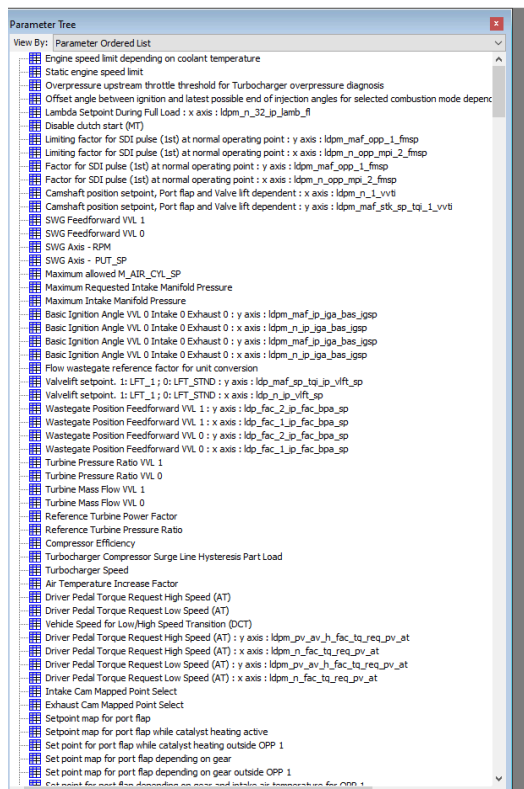 Parameter Tree
x
View By: Parameter Ordered List
Engine speed limit depending on coolant temperature
Static engine speed limit
Overpressure upstream throttle threshold for Turbocharger overpressure diagnosis
Offset angle between ignition and latest possible end of injection angles for selected combustion mode depend
Lambda Setpoint During Full Load : x axis : ldpm_n_32_ip_lamb_fl
Disable clutch start (MT)
Limiting factor for SDI pulse (1st) at normal operating point : y axis : ldpm_maf_opp_1_fmsp
Limiting factor for SDI pulse (1st) at normal operating point : x axis : ldpm_n_opp_mpi_2_fmsp
Factor for SDI pulse (1st) at normal operating point : y axis : ldpm_maf_opp_1_fmsp
Factor for SDI pulse (1st) at normal operating point : x axis : ldpm_n_opp_mpi_2_fmsp
Camshaft position setpoint, Port flap and Valve lift dependent : x axis : ldpm_n_1_vvti
Camshaft position setpoint, Port flap and Valve lift dependent : y axis : ldpm_maf_stk_sp_tqi_1_vvti
SWG Feedforward VVL 1
SWG Feedforward VVL 0
SWG Axis - RPM
SWG Axis - PUT_SP
Maximum allowed M_AIR_CYL_SP
Maximum Requested Intake Manifold Pressure
Maximum Intake Manifold Pressure
Basic Ignition Angle VVL 0 Intake 0 Exhaust 0 : y axis : ldpm_maf_ip_iga_bas_igsp
Basic Ignition Angle VVL 0 Intake 0 Exhaust 0 : x axis : ldpm_n_ip_iga_bas_igsp
Basic Ignition Angle VVL 0 Intake 0 Exhaust 0 : y axis : ldpm_maf_ip_iga_bas_igsp
Basic Ignition Angle VVL 0 Intake 0 Exhaust 0 : x axis : ldpm_n_ip_iga_bas_igsp
Flow wastegate reference factor for unit conversion
Valvelift setpoint. 1: LFT_1 ; 0: LFT_STND : y axis : ldp_maf_sp_tqi_ip_vlft_sp
Valvelift setpoint. 1: LFT_1 ; 0: LFT_STND : x axis : ldp_n_ip_vlft_sp
Wastegate Position Feedforward VVL 1 : y axis : ldp_fac_2_ip_fac_bpa_sp
Wastegate Position Feedforward VVL 1 : x axis : ldp_fac_1_ip_fac_bpa_sp
Wastegate Position Feedforward VVL 0 : y axis : ldp_fac_2_ip_fac_bpa_sp
Wastegate Position Feedforward VVL 0 : x axis : ldp_fac_1_ip_fac_bpa_sp
Turbine Pressure Ratio VVL 1
Turbine Pressure Ratio VVL 0
Turbine Mass Flow VVL 1
Turbine Mass Flow VVL 0
Reference Turbine Power Factor
Reference Turbine Pressure Ratio
Compressor Efficiency
Turbocharger Compressor Surge Line Hysteresis Part Load
Turbocharger Speed
Air Temperature Increase Factor
Driver Pedal Torque Request High Speed (AT)
Driver Pedal Torque Request Low Speed (AT)
Vehicle Speed for Low/High Speed Transition (DCT)
Driver Pedal Torque Request High Speed (AT) : y axis : ldpm_pv_av_h_fac_tq_req_pv_at
Driver Pedal Torque Request High Speed (AT) : x axis : ldpm_n_fac_tq_req_pv_at
Driver Pedal Torque Request Low Speed (AT) : y axis : ldpm_pv_av_h_fac_tq_req_pv_at
Driver Pedal Torque Request Low Speed (AT) : x axis : ldpm_n_fac_tq_req_pv_at
Intake Cam Mapped Point Select
Exhaust Cam Mapped Point Select
Setpoint map for port flap
Setpoint map for port flap while catalyst heating active
Set point for port flap while catalyst heating outside OPP 1
Set point map for port flap depending on gear
Set point map for port flap depending on gear outside OPP 1
Set point for port flap depending on gear and intake air temperature for OPP 1